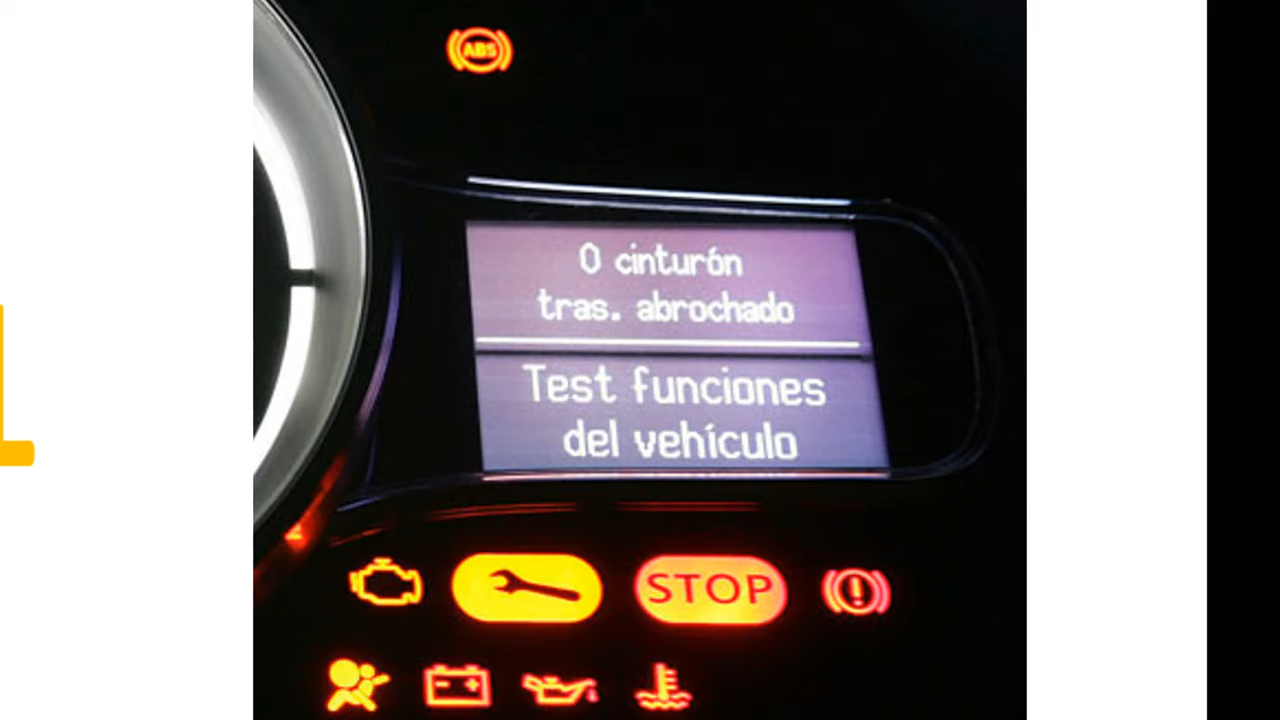 ABS
0 cinturón
tras. abrochado
Test funciones
del vehículo
STOP